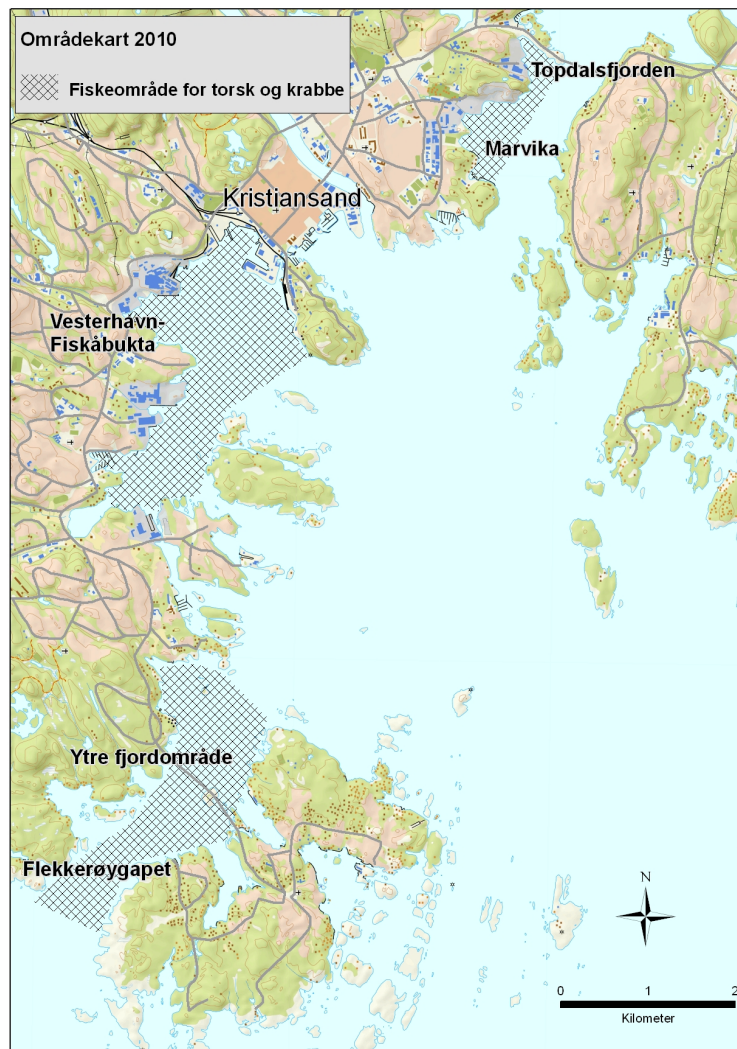 Områdekart 2010
Fiskeområde for torsk og krabbe
Topdalsfjorden
Marvika
Kristiansand
Vesterhavn-
Fiskåbukta
Ytre fjordområde
Flekkerøygapet
N
0 1 2
Kilometer